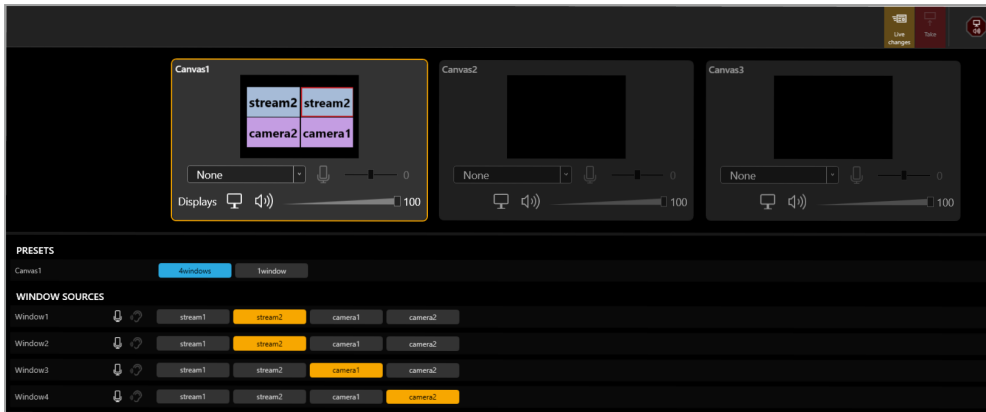 Live changes
Take
Canvas1
Canvas2
Canvas3
stream2 stream2
camera2 camera1
None
0
None
0
None
0
Displays
100
100
100
PRESETS
Canvas1
4windows
1window
WINDOW SOURCES
Window1
stream1
stream2
camera1
camera2
Window2
stream1
stream2
camera1
camera2
Window3
stream1
stream2
camera1
camera2
Window4
stream1
stream2
camera1
camera2